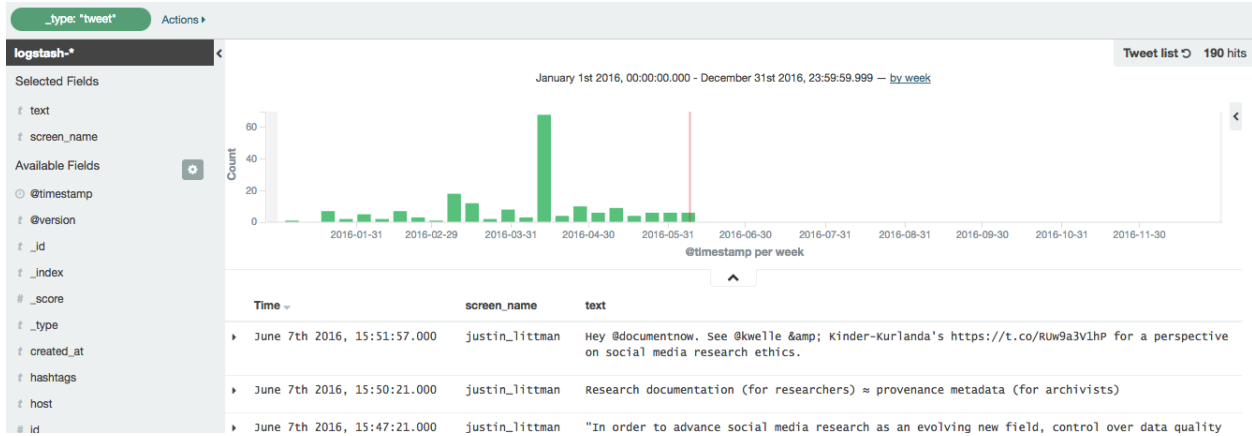 _type: "tweet"
Actions
logstash-*
Tweet list 190 hits
Selected Fields
January 1st 2016, 00:00:00.000 - December 31st 2016, 23:59:59.999 — by week
t text
t screen_name
Available Fields
@timestamp
t @version
t _id
t _index
# _score
t _type
t created_at
t hashtags
t host
# id
Count
60
40
20
0
2016-01-31 2016-02-29 2016-03-31 2016-04-30 2016-05-31 2016-06-30 2016-07-31 2016-08-31 2016-09-30 2016-10-31 2016-11-30
@timestamp per week
Time screen_name text
June 7th 2016, 15:51:57.000 justin_littman Hey @documentnow. See @kwelle &amp; Kinder-Kurlanda's https://t.co/RUw9a3V1hP for a perspective
on social media research ethics.
June 7th 2016, 15:50:21.000 justin_littman Research documentation (for researchers) ≈ provenance metadata (for archivists)
June 7th 2016, 15:47:21.000 justin_littman "In order to advance social media research as an evolving new field, control over data quality